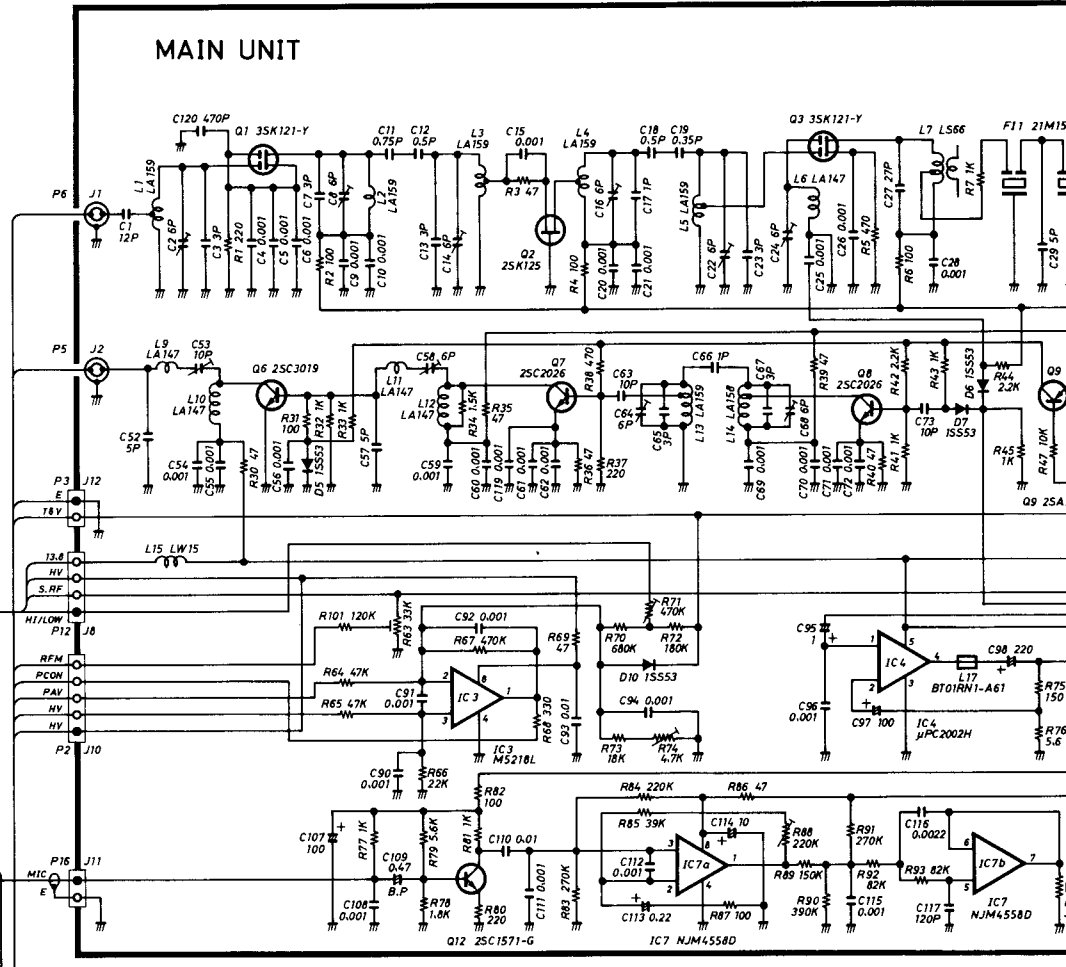 MAIN UNIT
C120 470P
Q1 3SK121-Y
C11
0.75P
C12
0.5P
L3
LA159
C15
0.001
L4
LA159
C18
0.5P
C19
0.35P
Q3 3SK121-Y
L7 LS66
FI1 21M15
P6
J1
L1
LA159
C1
12P
C2 6P
C3 3P
R1 220
C4 0.001
C5 0.001
C6 0.001
C7 3P
C8 6P
L2
LA159
R2 100
C9 0.001
C10 0.001
C13 3P
C14 6P
R3 47
Q2
2SK125
C16 6P
C17 1P
R4 100
C20 0.001
C21 0.001
L5 LA159
C22 6P
C23 3P
L6 LA147
C24 6P
C25 0.001
C26 0.001
R5 470
C27 27P
R6 100
C28
0.001
R7 1K
C29 5P
P5
J2
L9
LA147
C53
10P
L10
LA147
Q6 2SC3019
C52
5P
C54
0.001
C55 0.001
R30 47
R31
100
R32 1K
R33 1K
C56 0.001
D5 1SS53
C57 5P
L11
LA147
C58 6P
L12
LA147
R34 1.5K
R35
47
C59
0.001
C60 0.001
C119 0.001
C61 0.001
C62 0.001
R36 47
Q7
2SC2026
R38 470
C63
10P
R37
220
C64
6P
C65
3P
C66 1P
L13 LA159
L14 LA158
C67
3P
C68 6P
C69 0.001
C70 0.001
R39 47
Q8
2SC2026
C71 0.001
C72 0.001
R40 47
R41 1K
R42 2.2K
R43 1K
C73
10P
D7
1SS53
D6 1SS53
R44
2.2K
R45
1K
Q9
R47 10K
Q9 2SA
P3 J12
E
T8V
13.8
HV
S.RF
HI/LOW
P12 J8
L15 LW15
RFM
PCON
PAV
HV
HV
P2 J10
R101 120K
R63 33K
R64 47K
R65 47K
C92 0.001
R67 470K
C91
0.001
IC3
2
3
8
4
1
IC3
M5218L
R68 330
R69
47
C93 0.01
C90
0.001
R66
22K
R71
470K
R70
680K
R72
180K
D10 1SS53
C94 0.001
R73
18K
R74
4.7K
C95
1
C96
0.001
IC4
1
2
3
4
5
C97 100
IC4
μPC2002H
L17
BT01RN1-A61
C98 220
R75
150
R76
5.6
P16 J11
MIC
E
C107
100
R77 1K
C108
0.001
C109
0.47
B.P
R79 5.6K
R78
1.8K
R82
100
R81 1K
R80
220
Q12 2SC1571-G
C110 0.01
C111 0.001
R83 270K
R84 220K
R85 39K
R86 47
C112
0.001
C113 0.22
IC7a
3
2
8
4
1
C114 10
R87 100
IC7 NJM4558D
R88
220K
R89 150K
R90
390K
R91
270K
R92
82K
C115
0.001
C116
0.0022
R93 82K
C117
120P
IC7b
6
5
7
IC7
NJM4558D